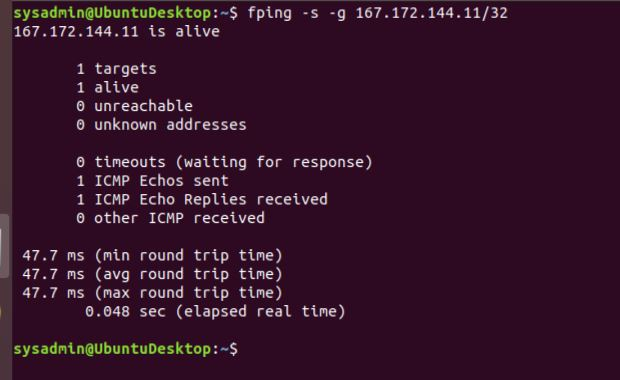 sysadmin@UbuntuDesktop:~$ fping -s -g 167.172.144.11/32
167.172.144.11 is alive
1 targets
1 alive
0 unreachable
0 unknown addresses
0 timeouts (waiting for response)
1 ICMP Echos sent
1 ICMP Echo Replies received
0 other ICMP received
47.7 ms (min round trip time)
47.7 ms (avg round trip time)
47.7 ms (max round trip time)
0.048 sec (elapsed real time)
sysadmin@UbuntuDesktop:~$